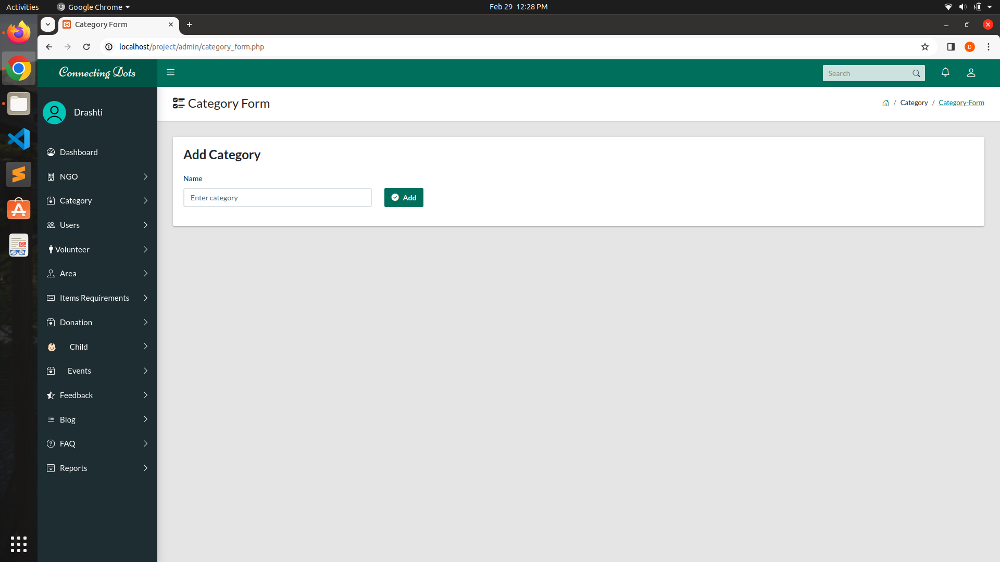 Activities
Google Chrome
Feb 29 12:28 PM
Category Form
localhost/project/admin/category_form.php
D
Connecting Dots
Search
Drashti
Category Form
/ Category / Category-Form
Dashboard
NGO
Category
Users
Volunteer
Area
Items Requirements
Donation
Child
Events
Feedback
Blog
FAQ
Reports
Add Category
Name
Enter category
Add